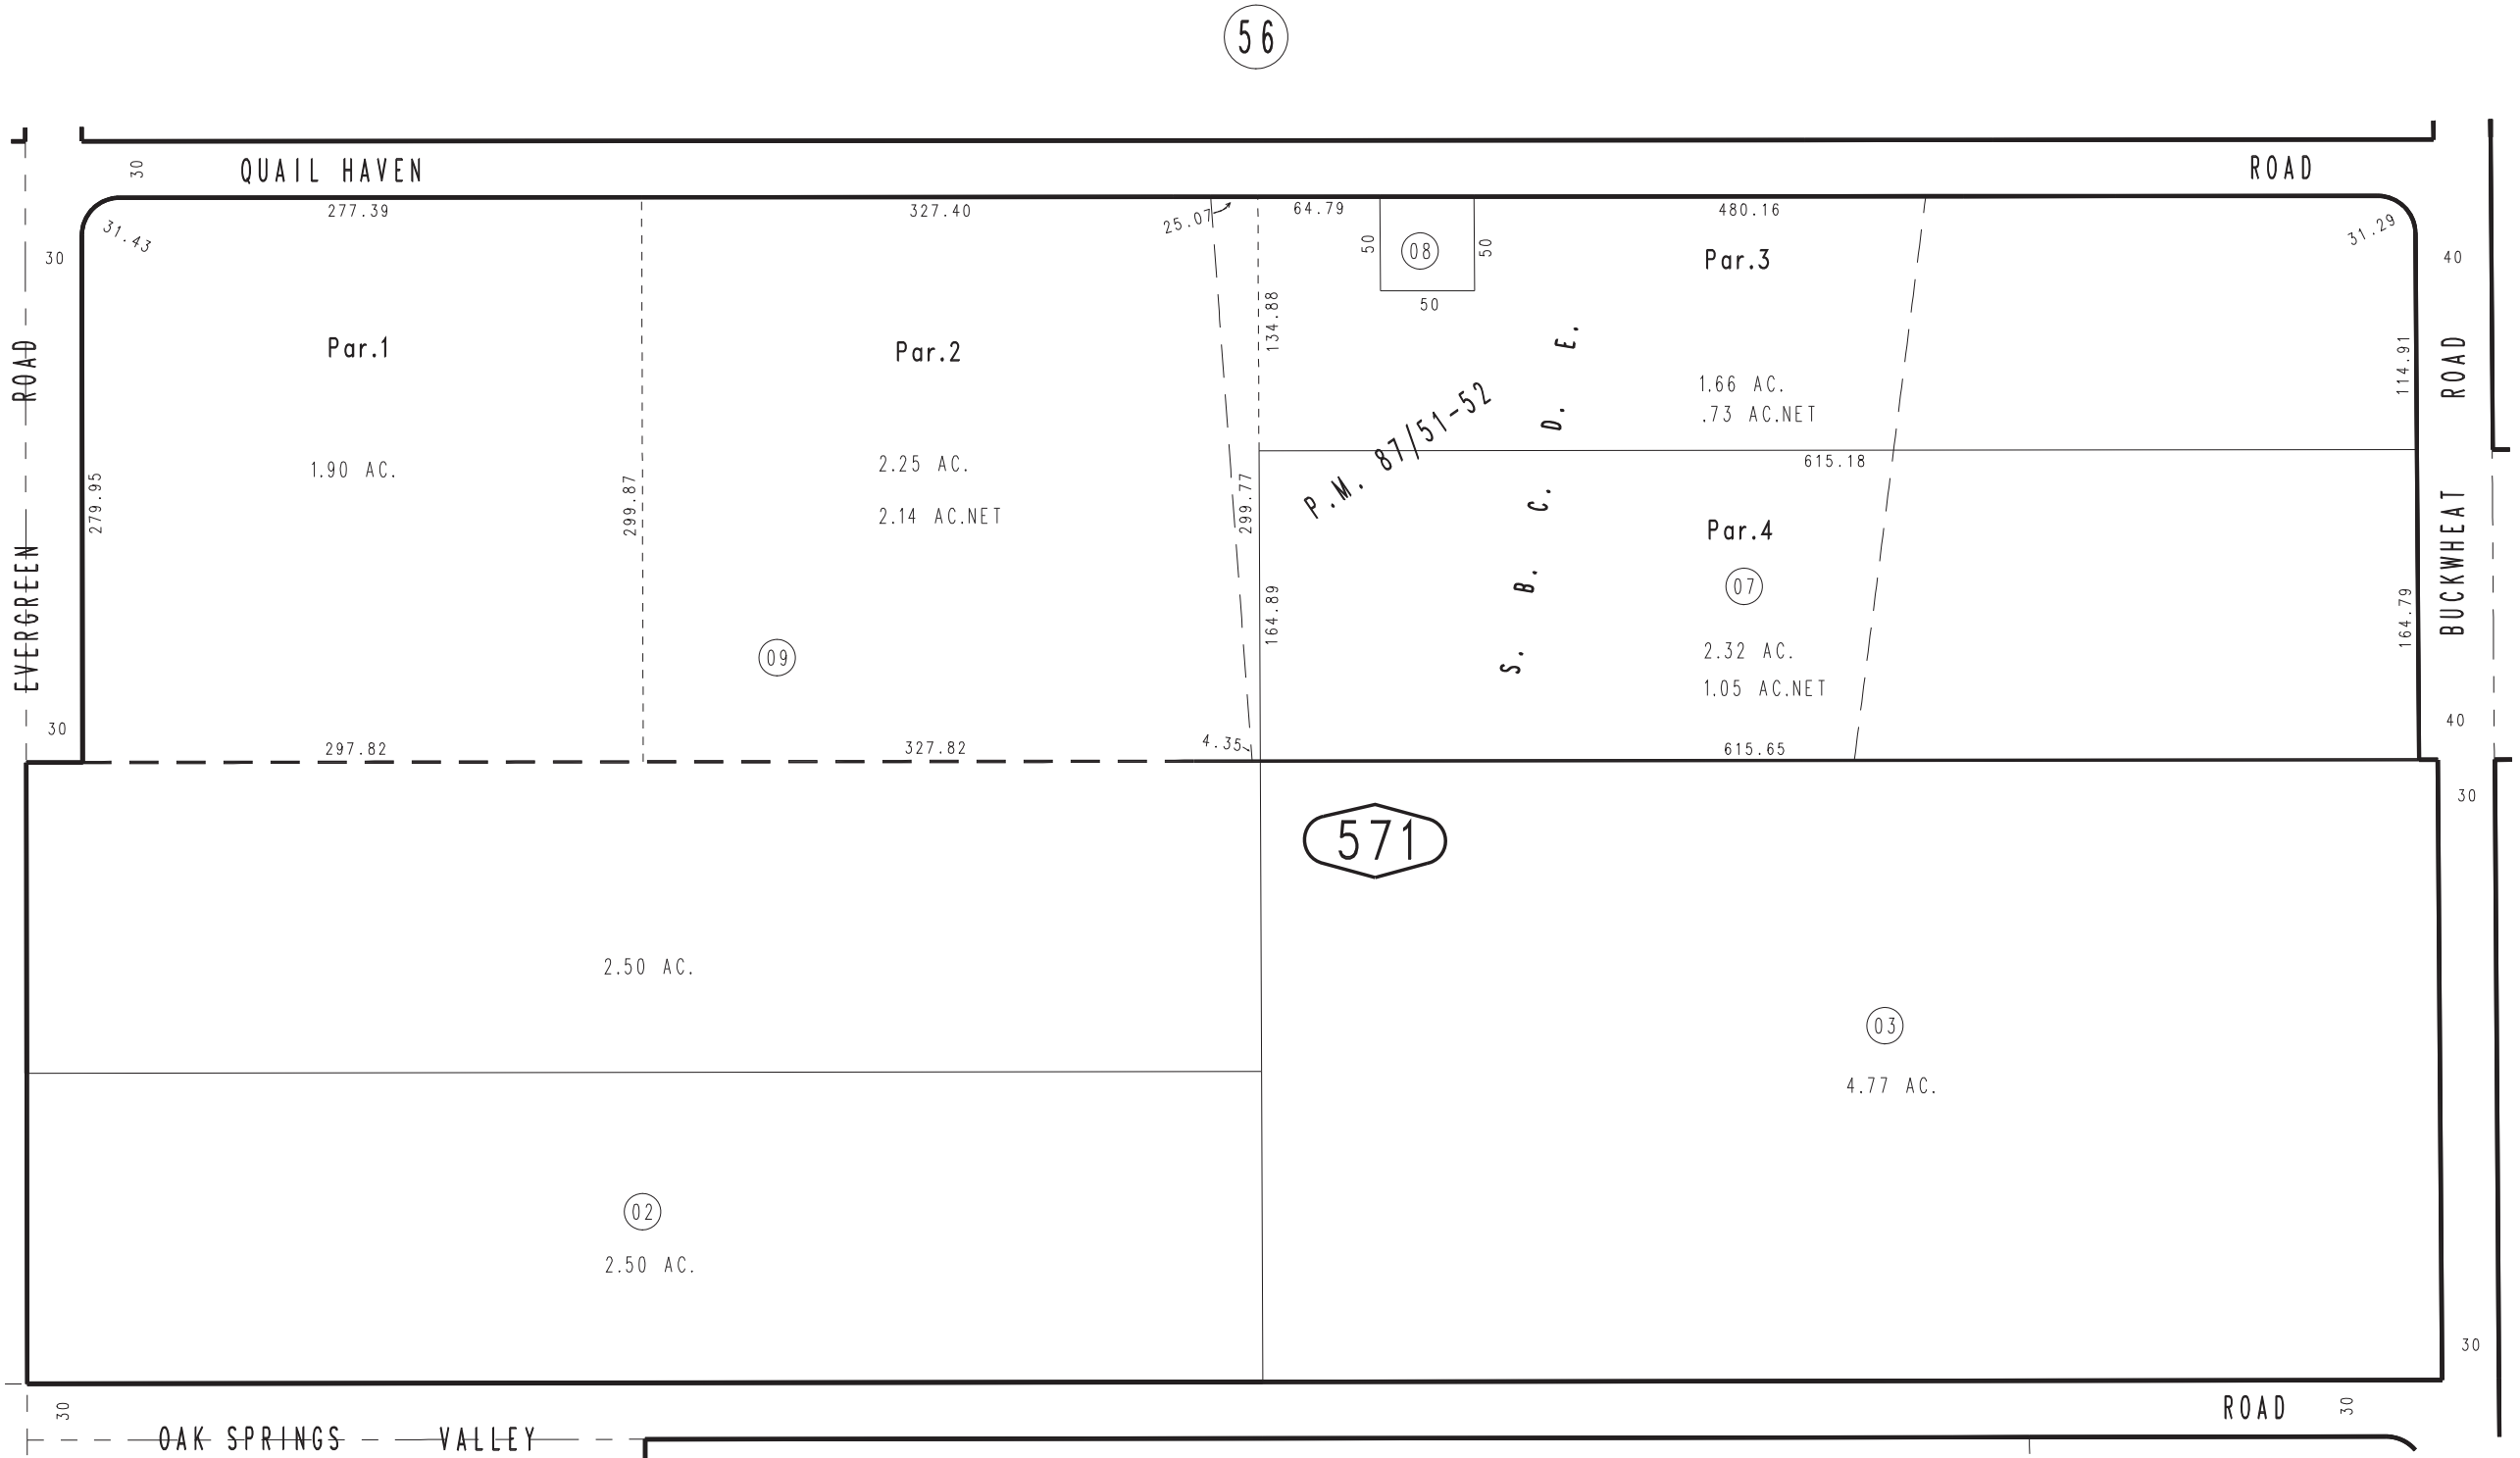 56
30
QUAIL HAVEN
ROAD
277.39
327.40
25.07
64.79
480.16
31.43
31.29
30
50
08
50
Par.3
40
50
134.88
Par.1
Par.2
1.66 AC.
.73 AC.NET
114.91
ROAD
ROAD
P.M. 87/51-52
S. B. C. D. E.
1.90 AC.
2.25 AC.
615.18
279.95
299.87
299.77
2.14 AC.NET
Par.4
07
EVERGREEN
BUCKWHEAT
09
164.89
164.79
2.32 AC.
1.05 AC.NET
30
40
297.82
327.82
4.35
615.65
30
571
2.50 AC.
03
4.77 AC.
02
2.50 AC.
30
30
ROAD
30
OAK SPRINGS VALLEY